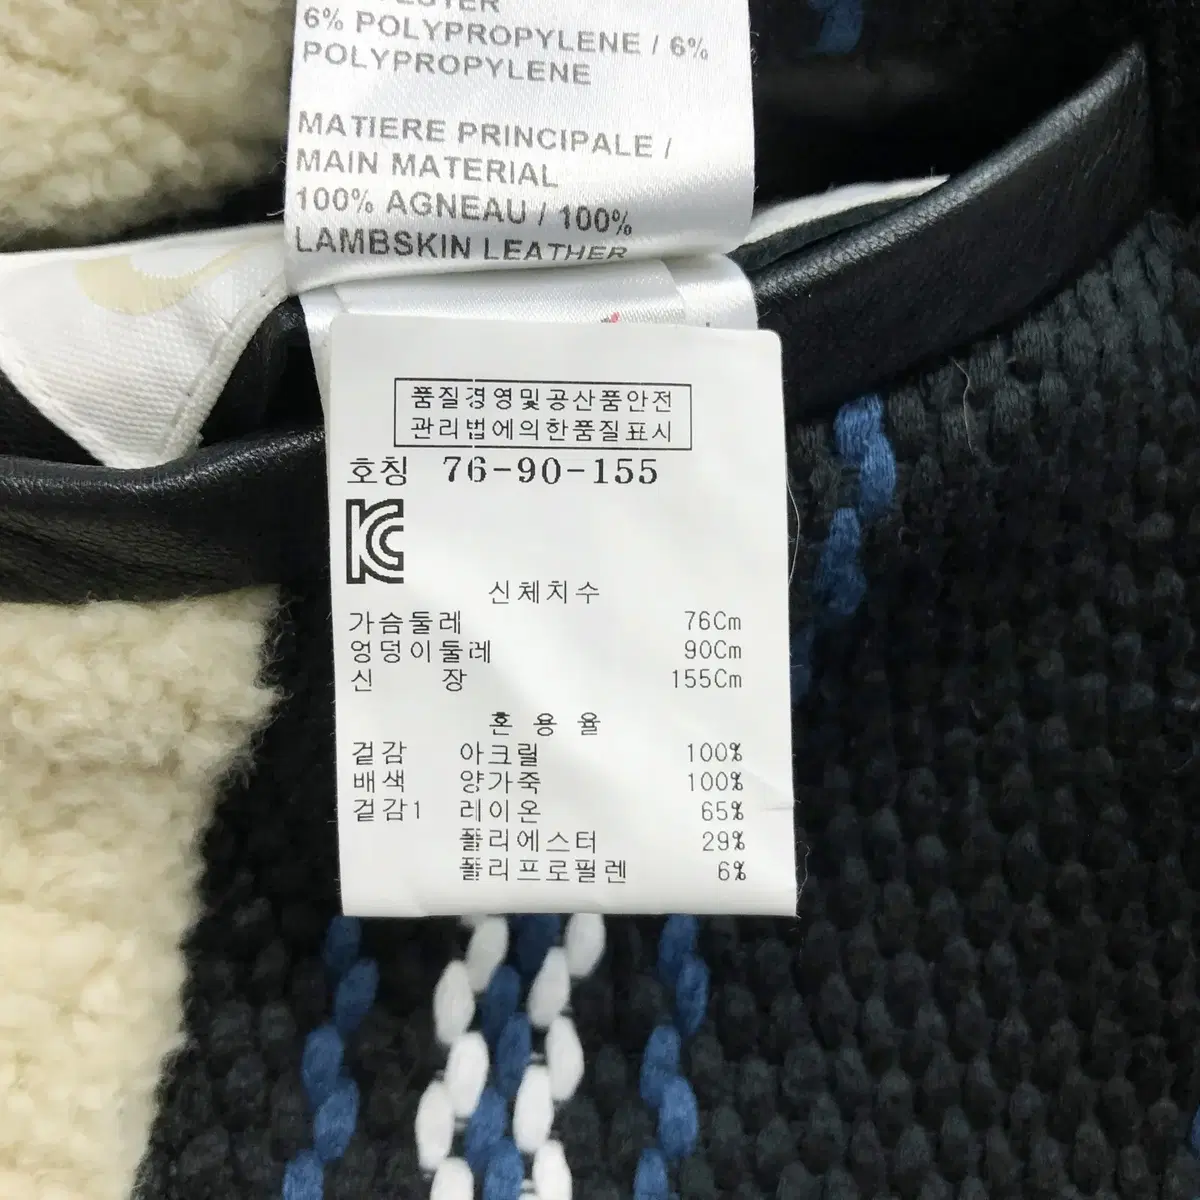 6% POLYPROPYLENE / 6%
POLYPROPYLENE
MATIERE PRINCIPALE /
MAIN MATERIAL
100% AGNEAU / 100%
LAMBSKIN LEATHER
품질경영및공산품안전
관리법에의한품질표시
호칭 76-90-155
신체치수
가슴둘레 76Cm
엉덩이둘레 90Cm
신 장 155Cm
혼 용 율
겉감 아크릴 100%
배색 양가죽 100%
겉감1 레이온 65%
폴리에스터 29%
폴리프로필렌 6%